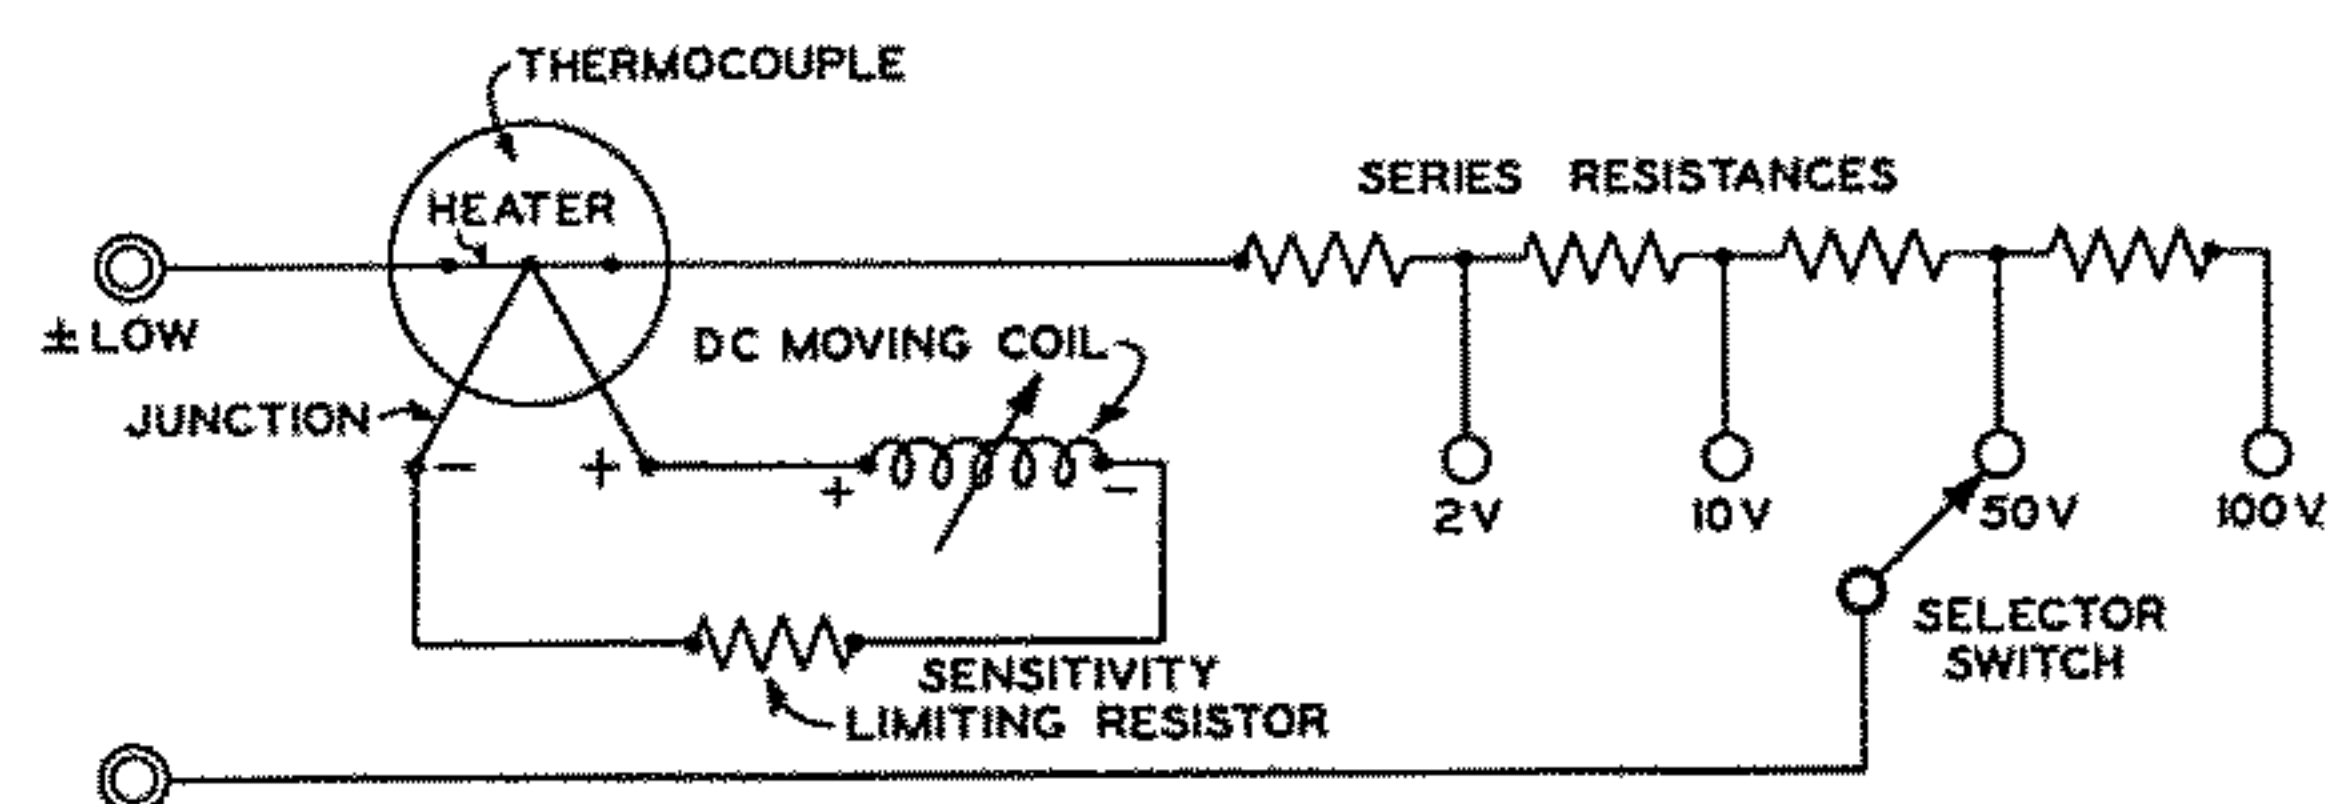 THERMOCOUPLE
HEATER
SERIES RESISTANCES
± LOW
DC MOVING COIL
JUNCTION
- +
+ -
2V 10V 50V 100V
SELECTOR
SWITCH
SENSITIVITY
LIMITING RESISTOR